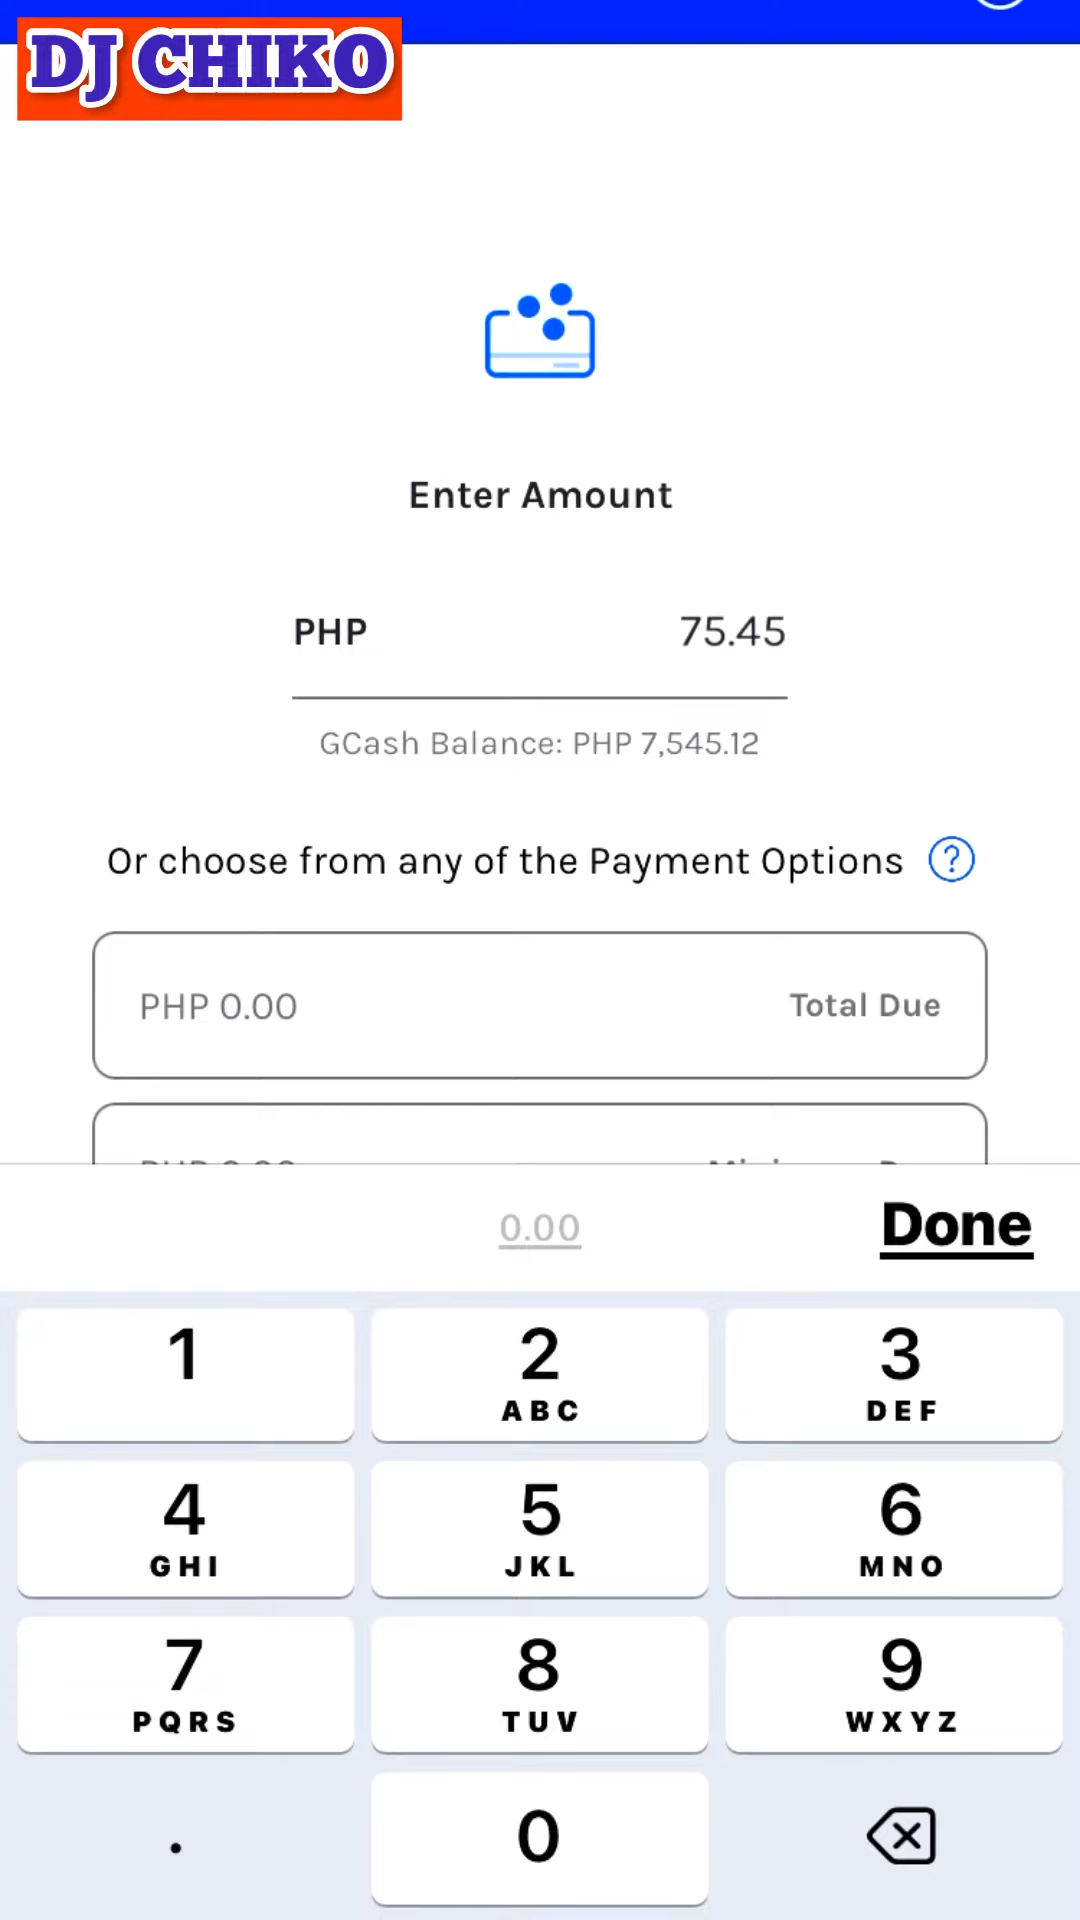 DJ CHIKO
Enter Amount
PHP 75.45
GCash Balance: PHP 7,545.12
Or choose from any of the Payment Options ?
PHP 0.00 Total Due
0.00 Done
1
2 3
ABC DEF
4 5 6
GHI JKL MNO
7 8 9
PQRS TUV WXYZ
. 0